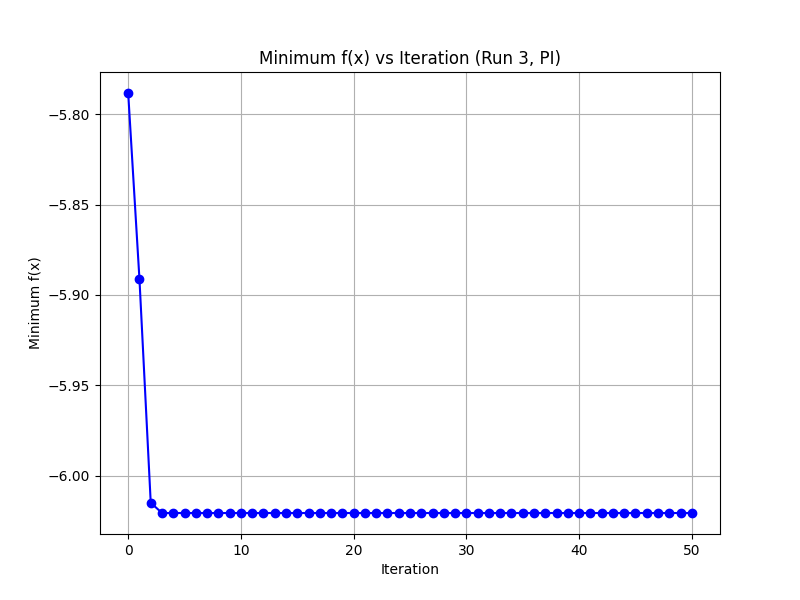 Minimum f(x) vs Iteration (Run 3, PI)
Minimum f(x)
−5.80
−5.85
−5.90
−5.95
−6.00
0 10 20 30 40 50
Iteration